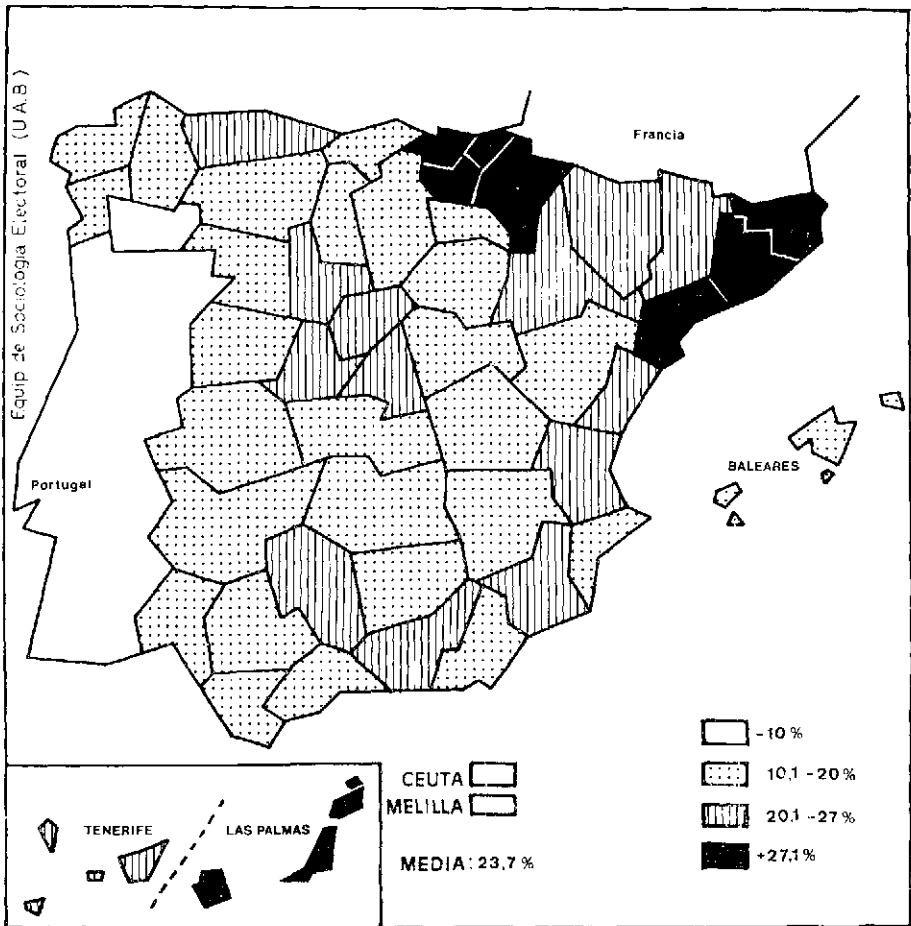 Equip de Sociologia Electoral (U.A.B)
Francia
Portugal
BALEARES
CEUTA
MELILLA
MEDIA: 23,7%
-10%
10,1 -20%
20,1 -27%
+27,1%
TENERIFE
LAS PALMAS